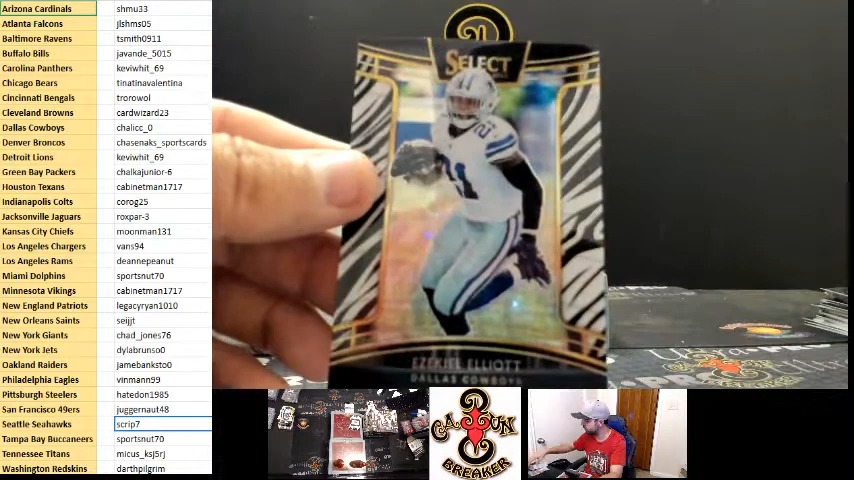 Arizona Cardinals shmu33
Atlanta Falcons jlshms05
Baltimore Ravens tsmith0911
Buffalo Bills javande_5015
Carolina Panthers keviwhit_69
Chicago Bears tinatinavalentina
Cincinnati Bengals trorowol
Cleveland Browns cardwizard23
Dallas Cowboys chalicc_0
Denver Broncos chasenaks_sportscards
Detroit Lions keviwhit_69
Green Bay Packers chalkajunior-6
Houston Texans cabinetman1717
Indianapolis Colts corog25
Jacksonville Jaguars roxpar-3
Kansas City Chiefs moonman131
Los Angeles Chargers vans94
Los Angeles Rams deannepeanut
Miami Dolphins sportsnut70
Minnesota Vikings cabinetman1717
New England Patriots legacyryan1010
New Orleans Saints seijjt
New York Giants chad_jones76
New York Jets dylabruns0
Oakland Raiders jamebanksto0
Philadelphia Eagles vinmann99
Pittsburgh Steelers hatedon1985
San Francisco 49ers juggernaut48
Seattle Seahawks scrip7
Tampa Bay Buccaneers sportsnut70
Tennessee Titans micus_ksj5rj
Washington Redskins darthpilgrim
SELECT
21
21
EZEKIEL ELLIOTT
DALLAS COWBOYS
CAJUN
BREAKER